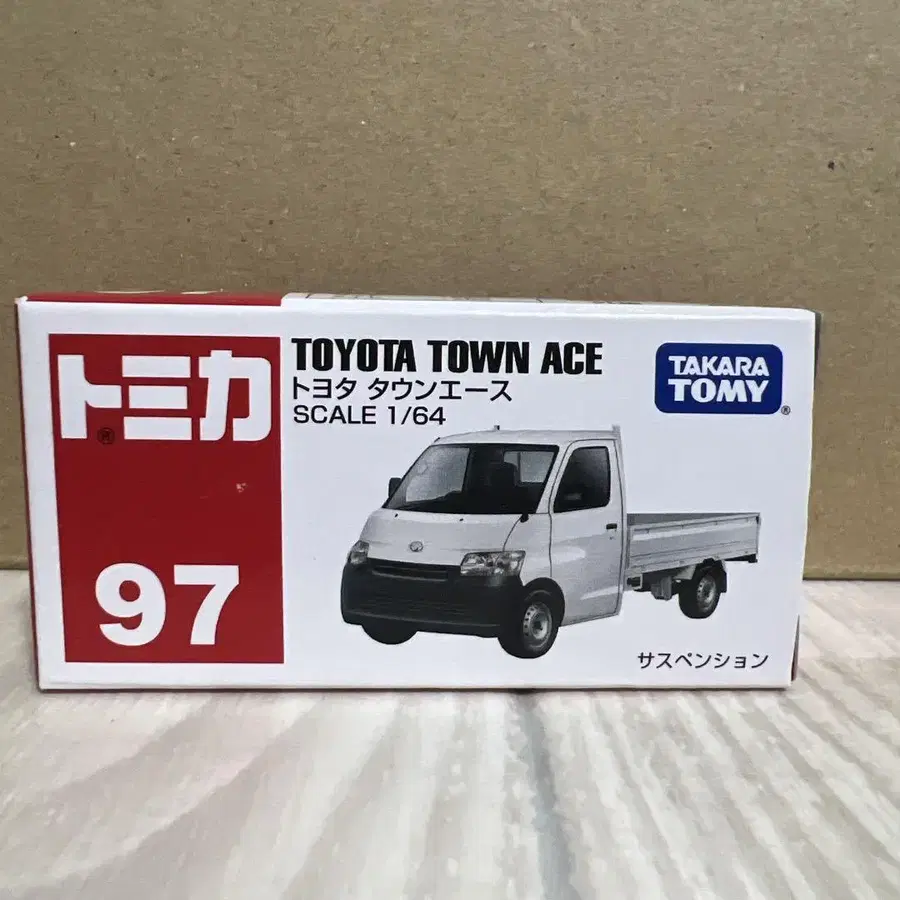 トミカ
®
97
TOYOTA TOWN ACE
トヨタ タウンエース
SCALE 1/64
TAKARA
TOMY
®
サスペンション